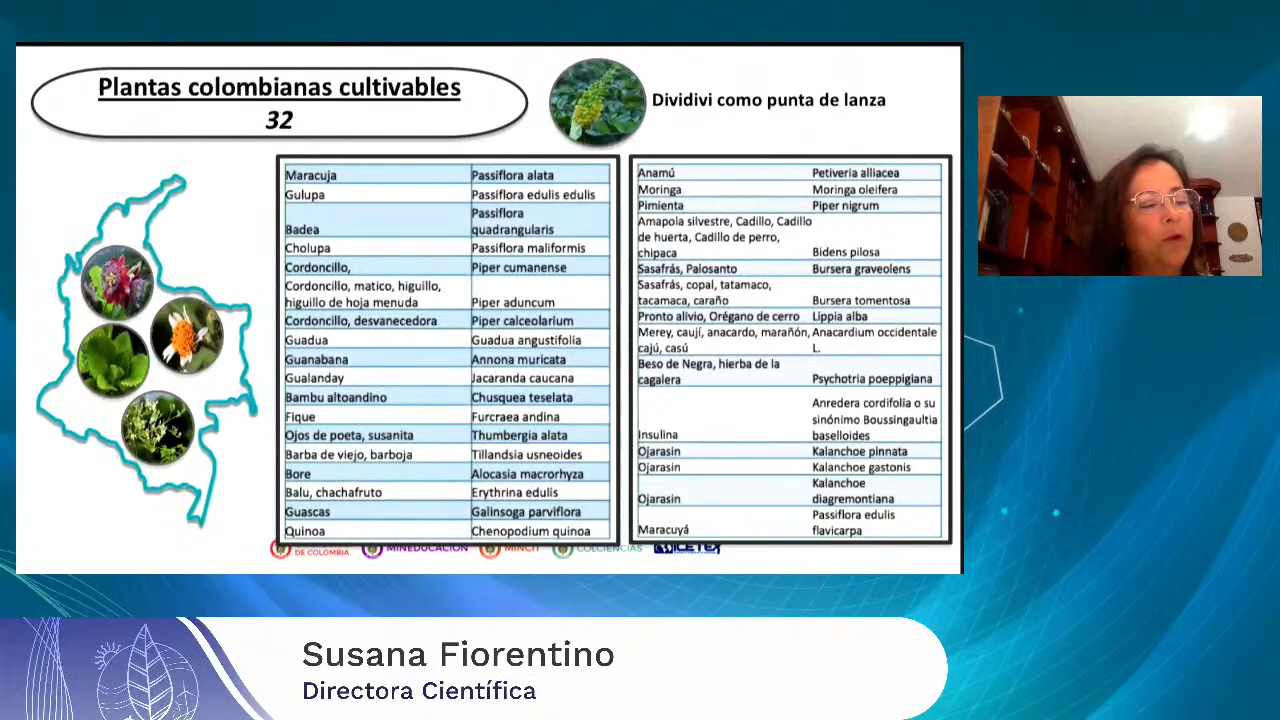 Plantas colombianas cultivables
32
Dividivi como punta de lanza
Maracuja Passiflora alata
Gulupa Passiflora edulis edulis
Passiflora
Badea quadrangularis
Cholupa Passiflora maliformis
Cordoncillo, Piper cumanense
Cordoncillo, matico, higuillo,
higuillo de hoja menuda Piper aduncum
Cordoncillo, desvanecedora Piper calceolarium
Guadua Guadua angustifolia
Guanabana Annona muricata
Gualanday Jacaranda caucana
Bambu altoandino Chusquea teselata
Fique Furcraea andina
Ojos de poeta, susanita Thumbergia alata
Barba de viejo, barboja Tillandsia usneoides
Bore Alocasia macrorhyza
Balu, chachafruto Erythrina edulis
Guascas Galinsoga parviflora
Quinoa Chenopodium quinoa
Anamú Petiveria alliacea
Moringa Moringa oleifera
Pimienta Piper nigrum
Amapola silvestre, Cadillo, Cadillo
de huerta, Cadillo de perro,
chipaca Bidens pilosa
Sasafrás, Palosanto Bursera graveolens
Sasafrás, copal, tatamaco,
tacamaca, caraño Bursera tomentosa
Pronto alivio, Orégano de cerro Lippia alba
Merey, caují, anacardo, marañón, Anacardium occidentale
cajú, casú L.
Beso de Negra, hierba de la
cagalera Psychotria poeppigiana
Anredera cordifolia o su
sinónimo Boussingaultia
Insulina baselloides
Ojarasin Kalanchoe pinnata
Ojarasin Kalanchoe gastonis
Kalanchoe
Ojarasin diagremontiana
Passiflora edulis
Maracuyá flavicarpa
DE COLOMBIA MINEDUCACIÓN MINCIT COLCIENCIAS ICETEX
Susana Fiorentino
Directora Científica